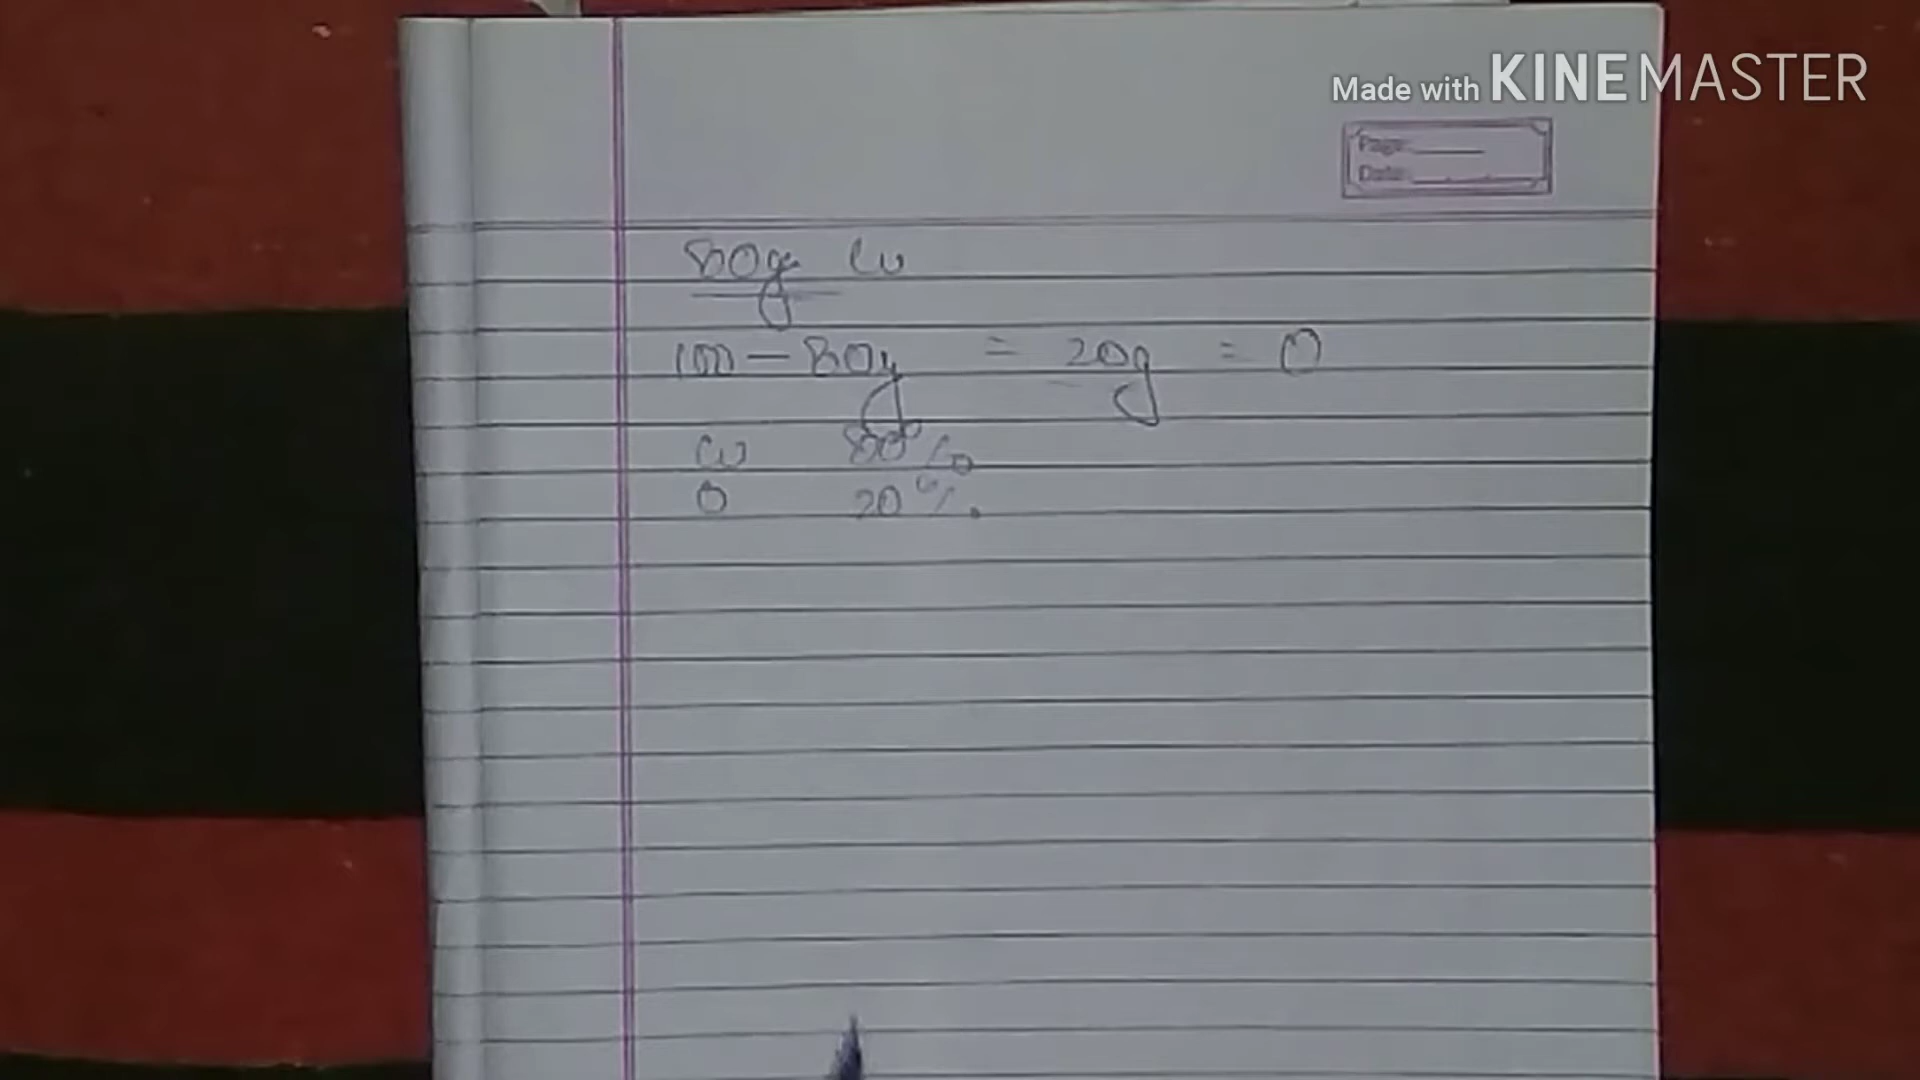 Made with KINEMASTER
Page:
Date:
80g Cu
100 - 80g = 20g = O
Cu 80%
O 20%.